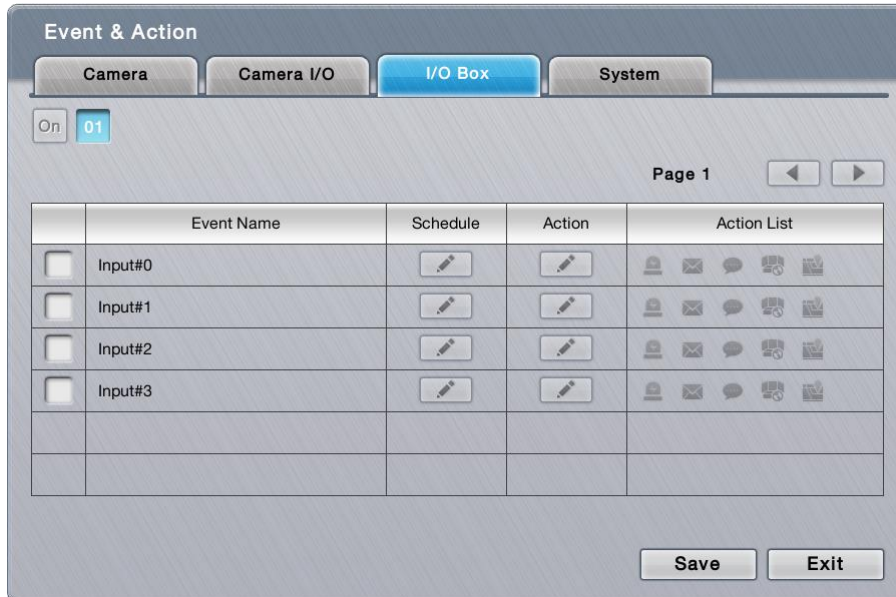 Event & Action
Camera Camera I/O I/O Box System
On 01
Page 1
Event Name Schedule Action Action List
Input#0
Input#1
Input#2
Input#3
Save Exit